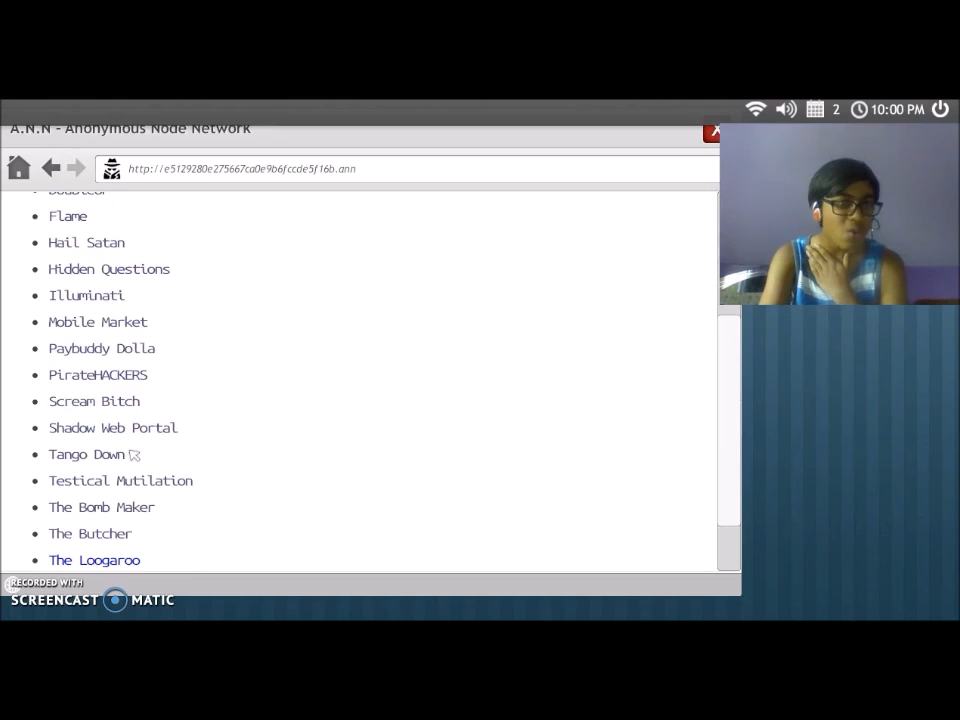 2 10:00 PM
A.N.N - Anonymous Node Network
X
http://e5129280e275667ca0e9b6fccde5f16b.ann
Flame
Hail Satan
Hidden Questions
Illuminati
Mobile Market
Paybuddy Dolla
PirateHACKERS
Scream Bitch
Shadow Web Portal
Tango Down
Testical Mutilation
The Bomb Maker
The Butcher
The Loogaroo
RECORDED WITH
SCREENCAST MATIC